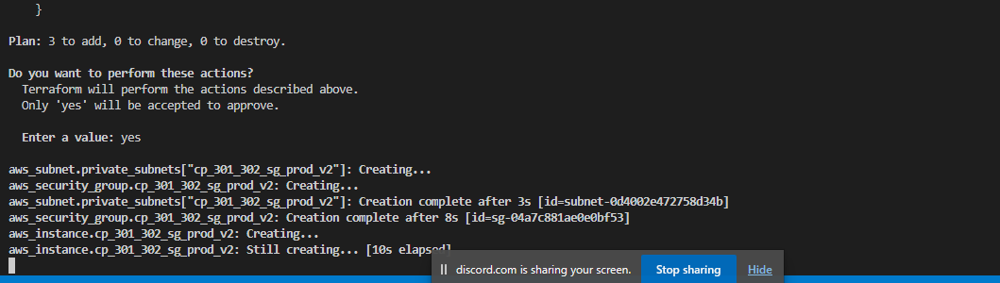 }
Plan: 3 to add, 0 to change, 0 to destroy.
Do you want to perform these actions?
Terraform will perform the actions described above.
Only 'yes' will be accepted to approve.
Enter a value: yes
aws_subnet.private_subnets["cp_301_302_sg_prod_v2"]: Creating...
aws_security_group.cp_301_302_sg_prod_v2: Creating...
aws_subnet.private_subnets["cp_301_302_sg_prod_v2"]: Creation complete after 3s [id=subnet-0d4002e472758d34b]
aws_security_group.cp_301_302_sg_prod_v2: Creation complete after 8s [id=sg-04a7c881ae0e0bf53]
aws_instance.cp_301_302_sg_prod_v2: Creating...
aws_instance.cp_301_302_sg_prod_v2: Still creating... [10s elapsed]
discord.com is sharing your screen. Stop sharing Hide